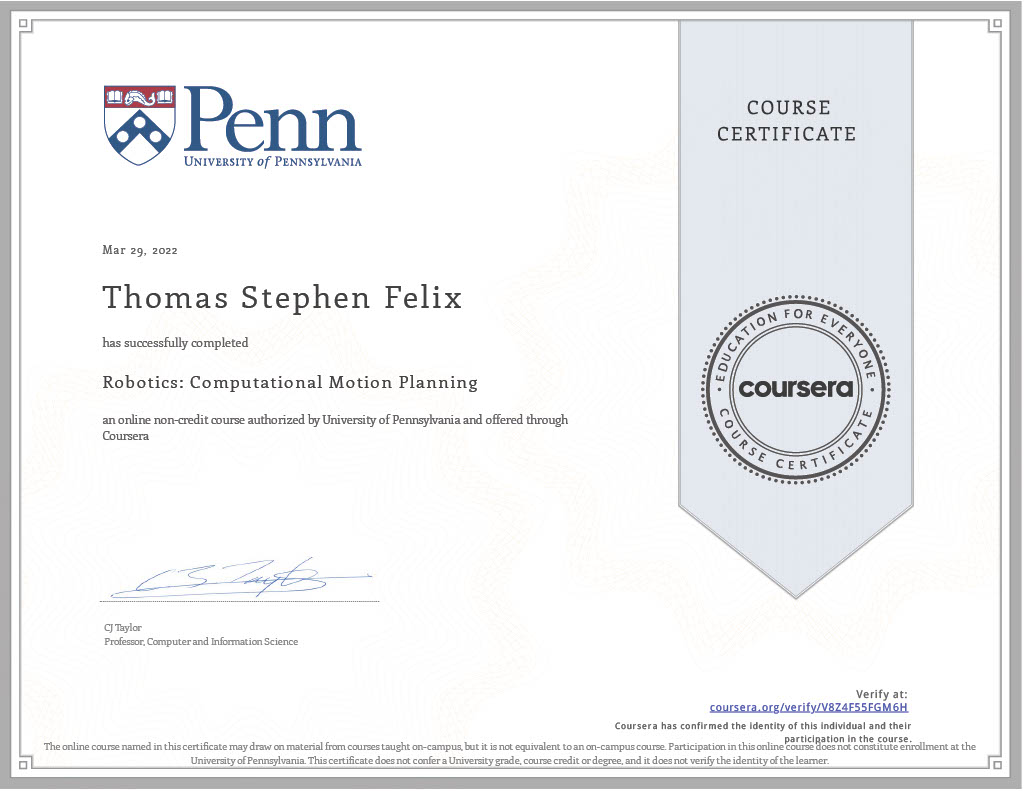 Penn
UNIVERSITY of PENNSYLVANIA
COURSE
CERTIFICATE
Mar 29, 2022
Thomas Stephen Felix
has successfully completed
Robotics: Computational Motion Planning
an online non-credit course authorized by University of Pennsylvania and offered through
Coursera
EDUCATION FOR EVERYONE
coursera
COURSE CERTIFICATE
CJ Taylor
CJ Taylor
Professor, Computer and Information Science
Verify at:
coursera.org/verify/V8Z4F55FGM6H
Coursera has confirmed the identity of this individual and their
participation in the course.
The online course named in this certificate may draw on material from courses taught on-campus, but it is not equivalent to an on-campus course. Participation in this online course does not constitute enrollment at the
University of Pennsylvania. This certificate does not confer a University grade, course credit or degree, and it does not verify the identity of the learner.